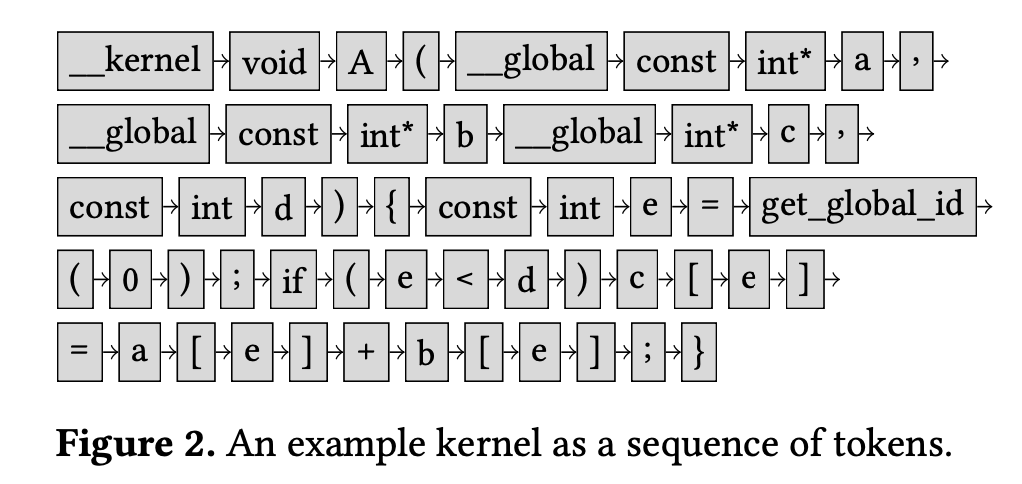 __kernel void A ( __global const int* a ,
__global const int* b __global int* c ,
const int d ) { const int e = get_global_id
( 0 ) ; if ( e < d ) c [ e ]
= a [ e ] + b [ e ] ; }
Figure 2. An example kernel as a sequence of tokens.